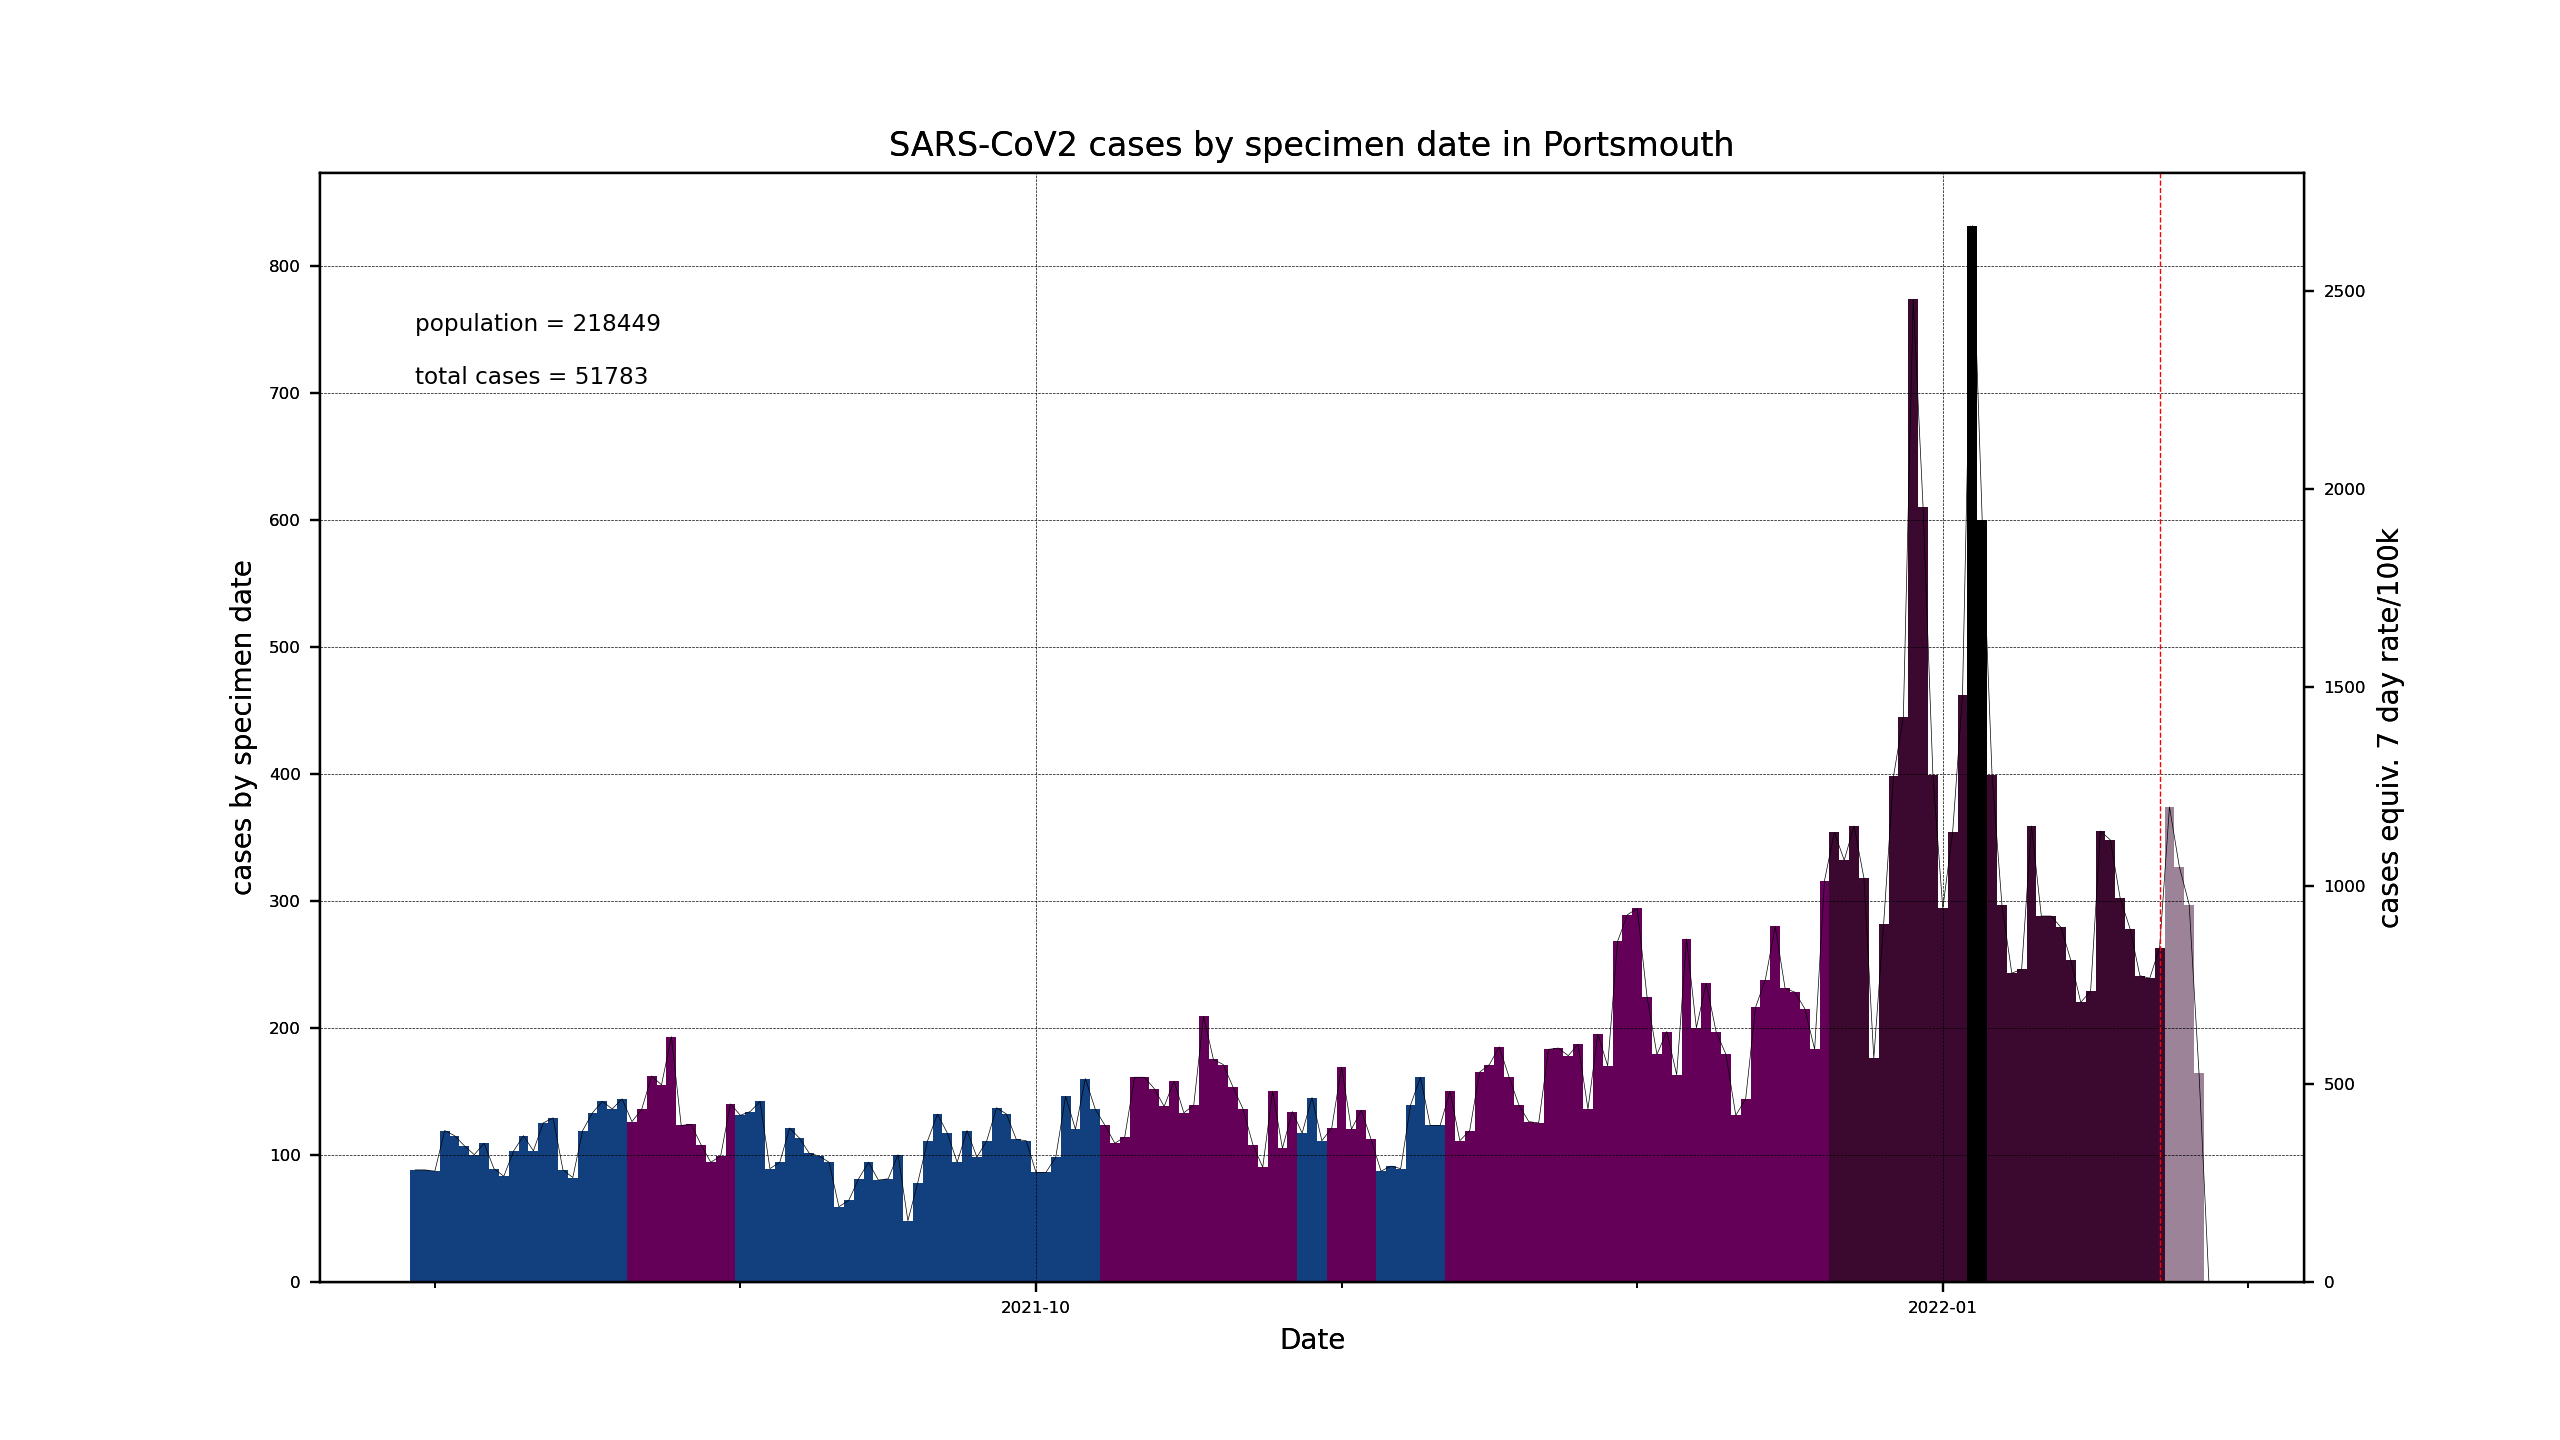 SARS-CoV2 cases by specimen date in Portsmouth
population = 218449
total cases = 51783
cases by specimen date
800
700
600
500
400
300
200
100
0
cases equiv. 7 day rate/100k
2500
2000
1500
1000
500
0
2021-10
2022-01
Date